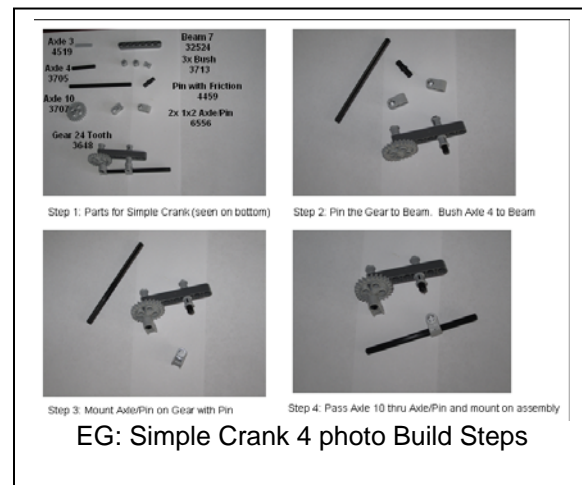 Axle 3
4519
Beam 7
32524
3x Bush
3713
Axle 4
3705
Pin with Friction
4459
Axle 10
3707
2x 1x2 Axle/Pin
6556
Gear 24 Tooth
3648
Step 1: Parts for Simple Crank (seen on bottom)
Step 2. Pin the Gear to Beam. Bush Axle 4 to Beam
Step 3: Mount Axle/Pin on Gear with Pin
Step 4: Pass Axle 10 thru Axle/Pin and mount on assembly
EG: Simple Crank 4 photo Build Steps